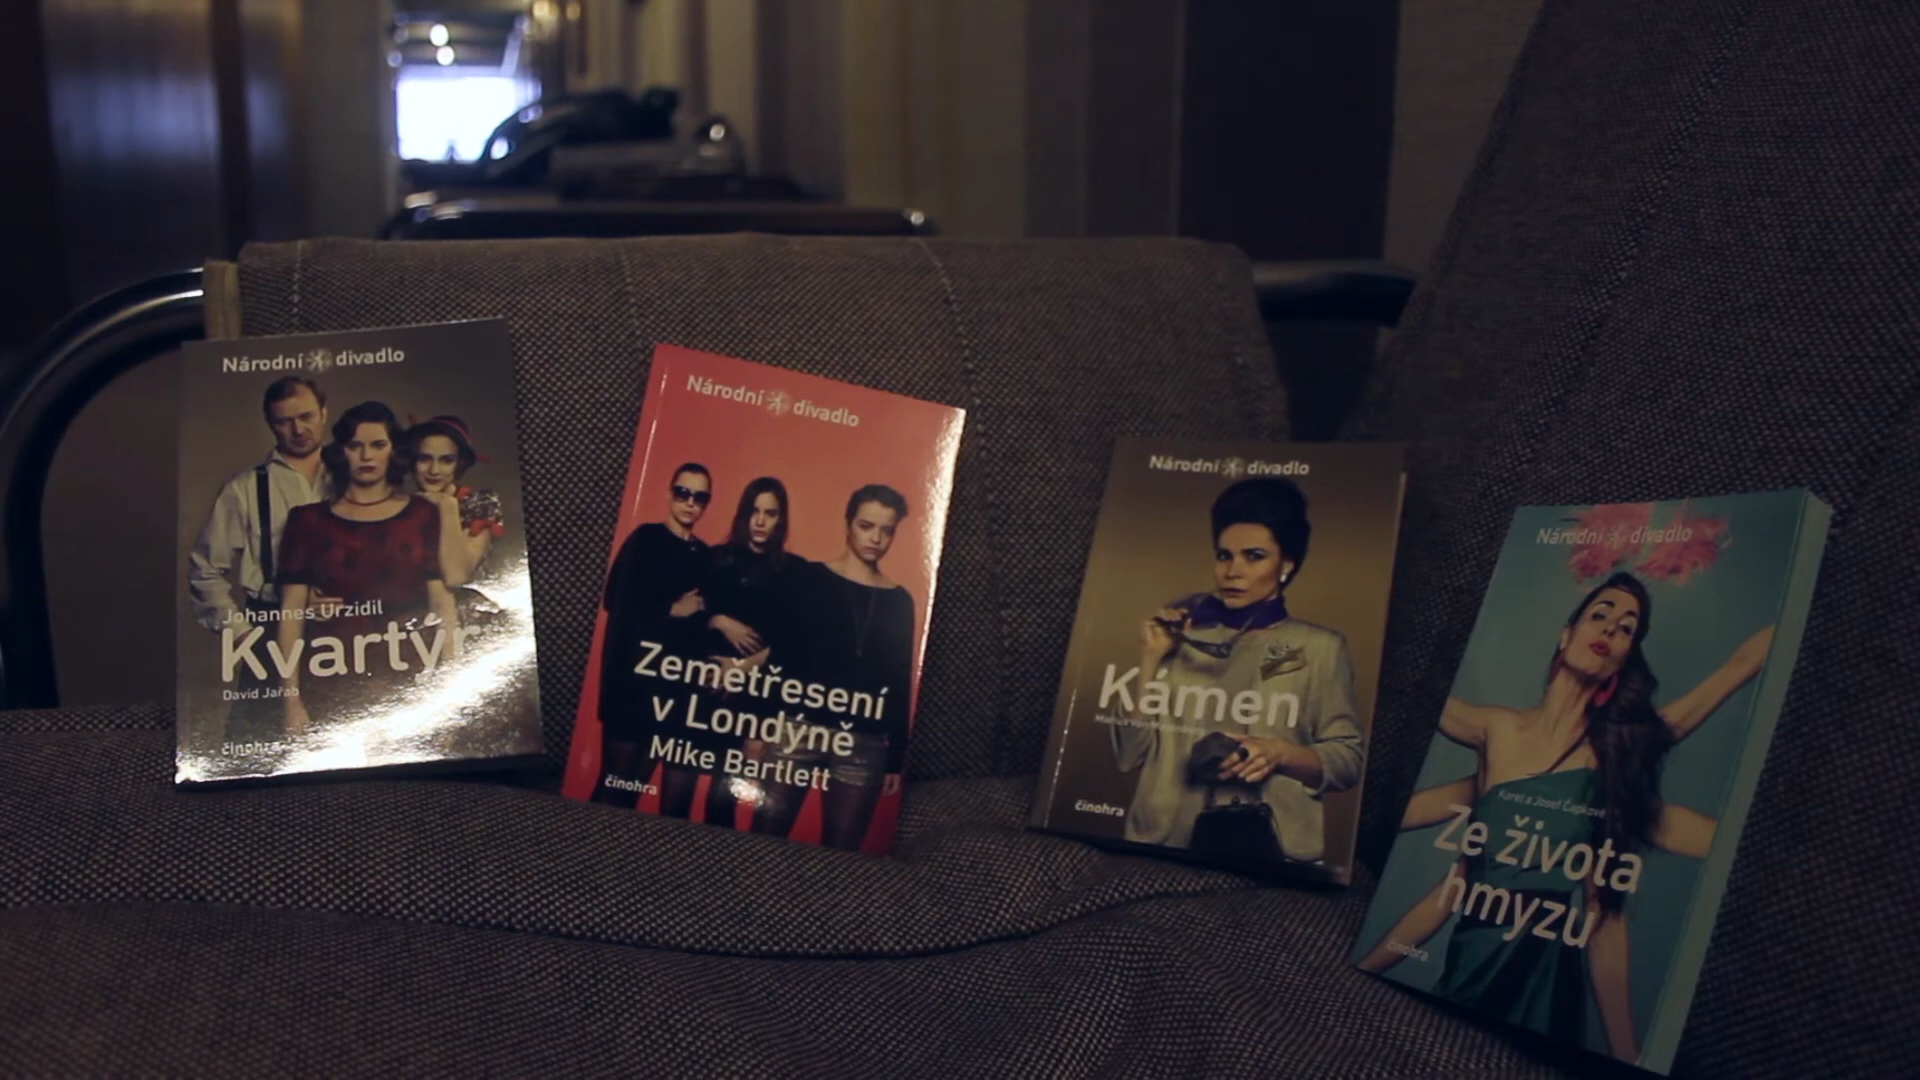 Národní divadlo
Johannes Urzidil
Kvartýr
David Jařab
činohra
Národní divadlo
Zemětřesení
v Londýně
Mike Bartlett
činohra
Národní divadlo
Kámen
činohra
Národní divadlo
Karel a Josef Čapkové
Ze života
hmyzu
činohra